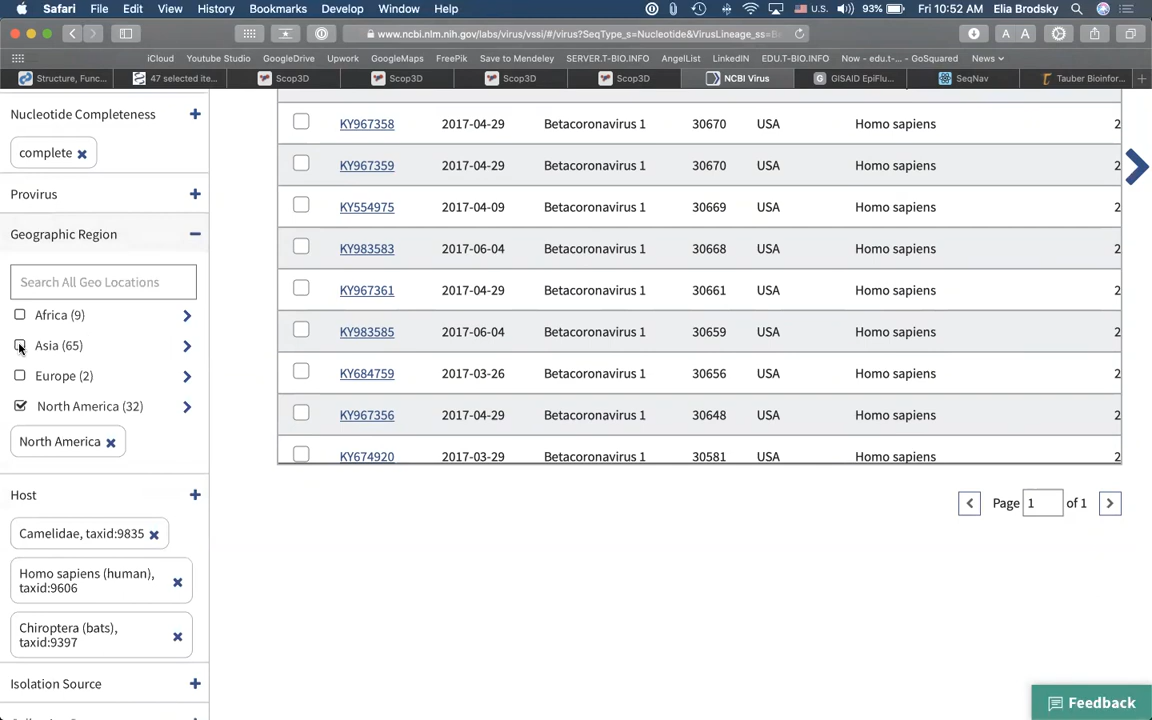 Safari File Edit View History Bookmarks Develop Window Help U.S. 93% Fri 10:52 AM Elia Brodsky
www.ncbi.nlm.nih.gov/labs/virus/vssi/#/virus?SeqType_s=Nucleotide&VirusLineage_ss=B
A A
iCloud Youtube Studio GoogleDrive Upwork GoogleMaps FreePik Save to Mendeley SERVER.T-BIO.INFO AngelList LinkedIn EDU.T-BIO.INFO Now - edu.t-... - GoSquared News
Structure, Func... 47 selected ite... Scop3D Scop3D Scop3D Scop3D NCBI Virus GISAID EpiFlu... SeqNav Tauber Bioinfor...
Nucleotide Completeness
complete
Provirus
Geographic Region
Search All Geo Locations
Africa (9)
Asia (65)
Europe (2)
North America (32)
North America
Host
Camelidae, taxid:9835
Homo sapiens (human),
taxid:9606
Chiroptera (bats),
taxid:9397
Isolation Source
KY967358 2017-04-29 Betacoronavirus 1 30670 USA Homo sapiens 2
KY967359 2017-04-29 Betacoronavirus 1 30670 USA Homo sapiens 2
KY554975 2017-04-09 Betacoronavirus 1 30669 USA Homo sapiens 2
KY983583 2017-06-04 Betacoronavirus 1 30668 USA Homo sapiens 2
KY967361 2017-04-29 Betacoronavirus 1 30661 USA Homo sapiens 2
KY983585 2017-06-04 Betacoronavirus 1 30659 USA Homo sapiens 2
KY684759 2017-03-26 Betacoronavirus 1 30656 USA Homo sapiens 2
KY967356 2017-04-29 Betacoronavirus 1 30648 USA Homo sapiens 2
KY674920 2017-03-29 Betacoronavirus 1 30581 USA Homo sapiens 2
Page 1 of 1
Feedback